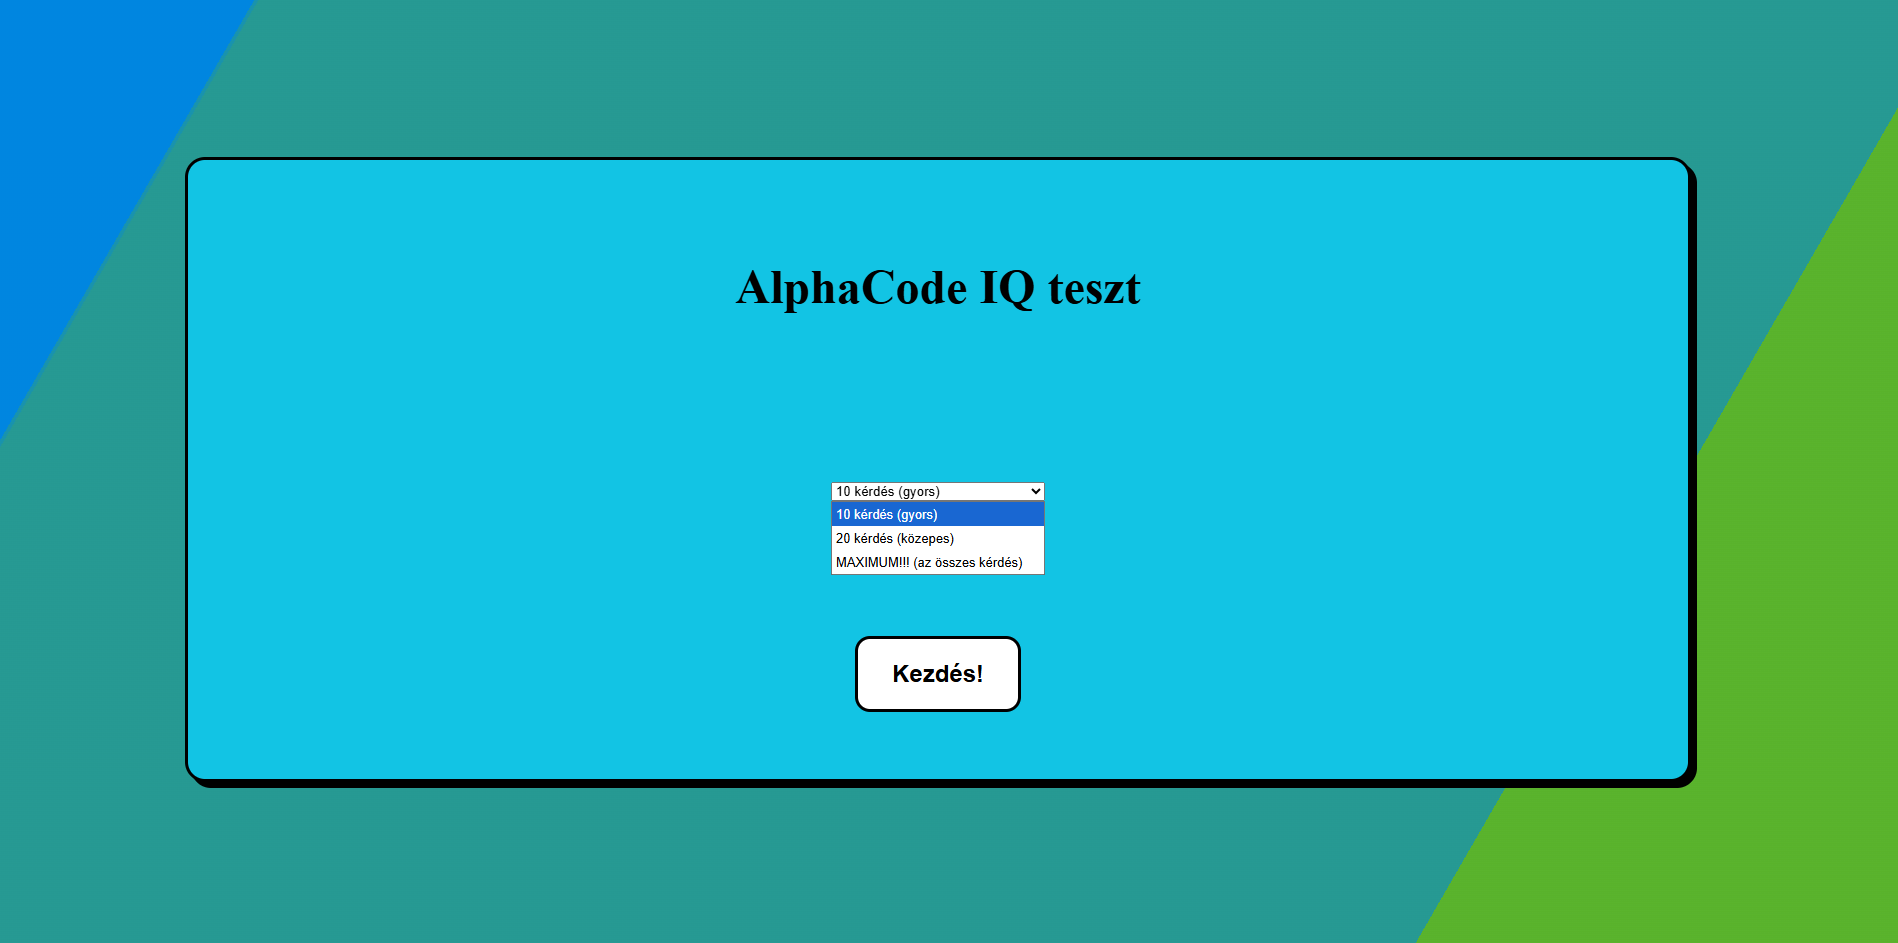 AlphaCode IQ teszt
10 kérdés (gyors)
10 kérdés (gyors)
20 kérdés (közepes)
MAXIMUM!!! (az összes kérdés)
Kezdés!